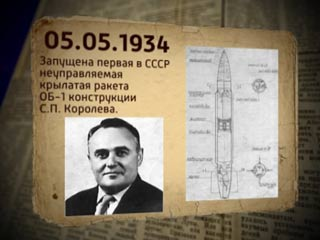 05.05.1934
Запущена первая в СССР
неуправляемая
крылатая ракета
ОБ-1 конструкции
С.П. Королева.